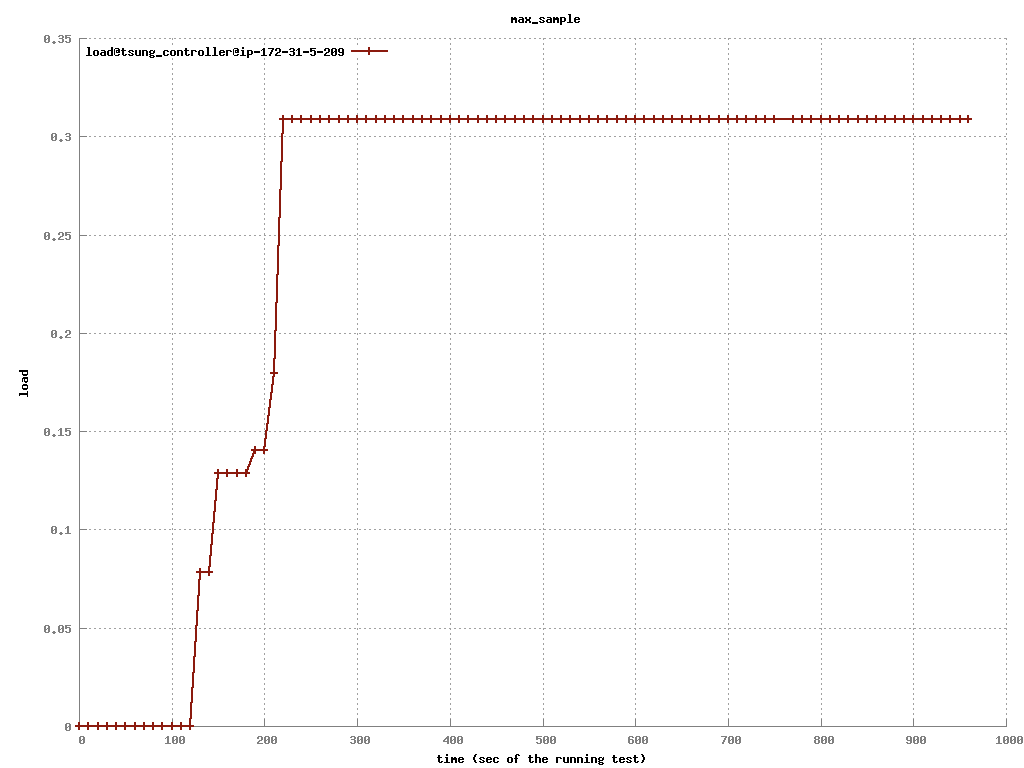 max_sample
0.35
load@tsung_controller@ip-172-31-5-209
0.3
0.25
0.2
load
0.15
0.1
0.05
0
0 100 200 300 400 500 600 700 800 900 1000
time (sec of the running test)